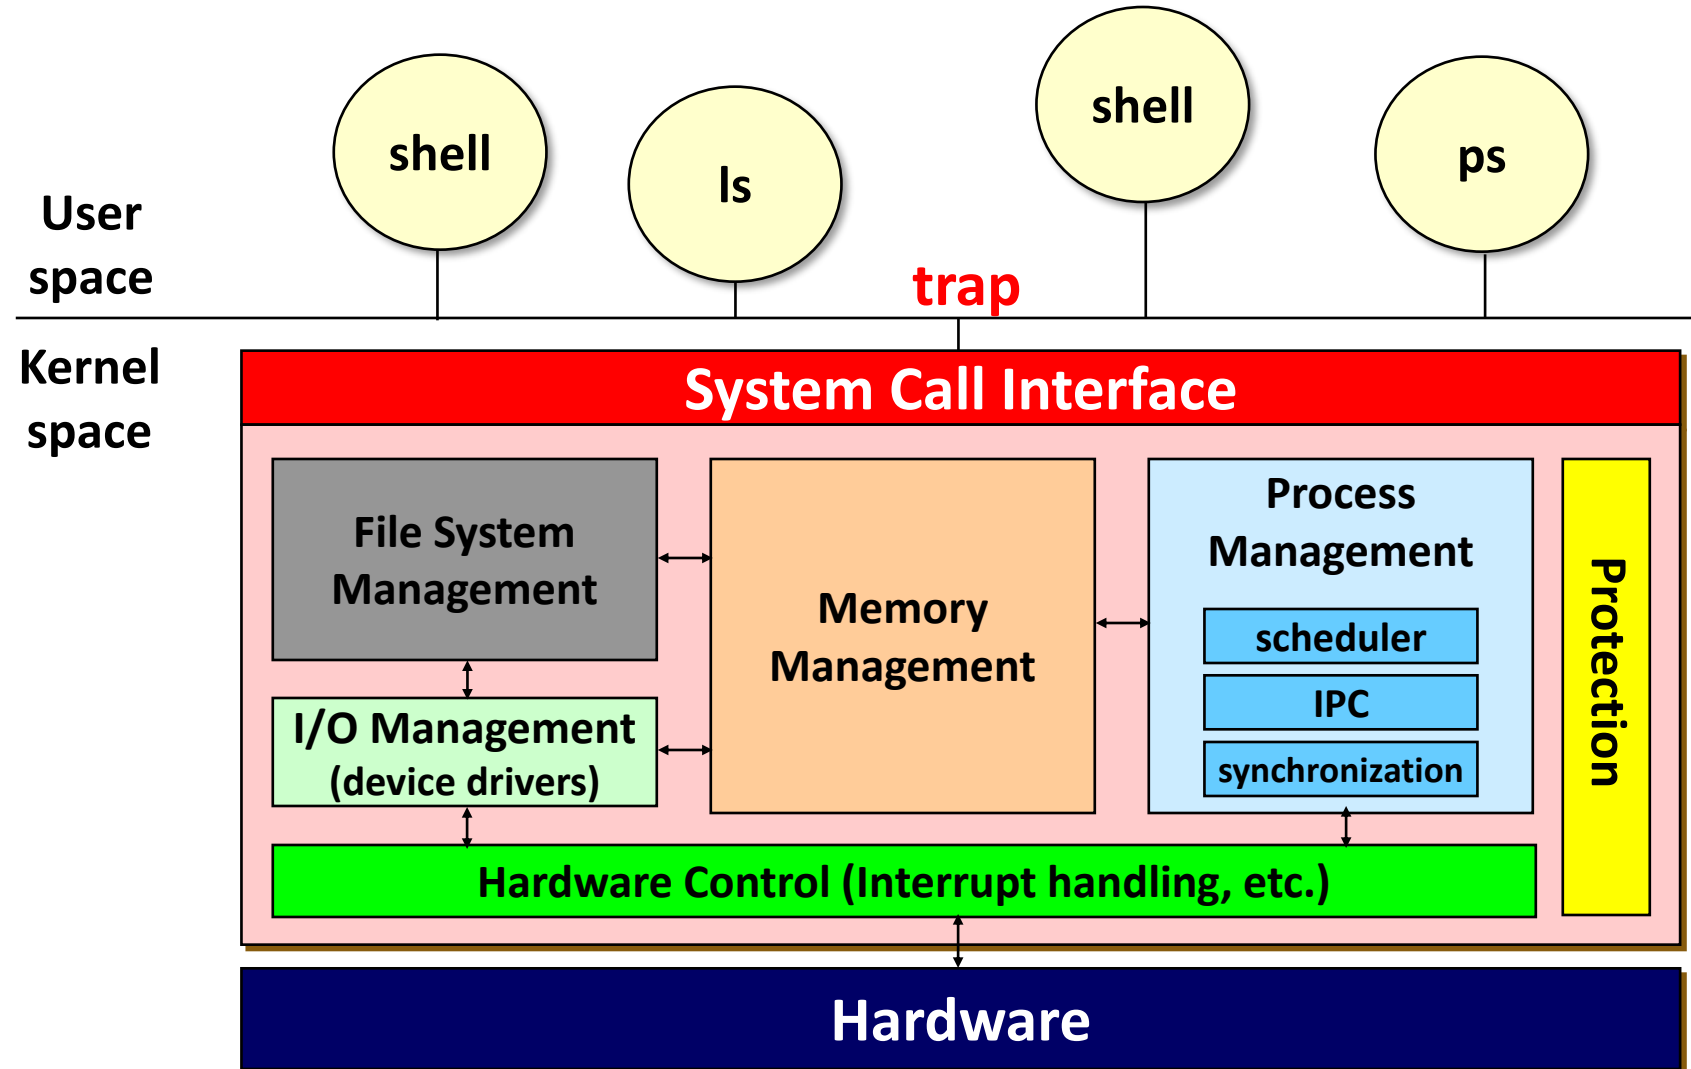 shell
ls
shell
ps
User
space
trap
Kernel
space
System Call Interface
File System
Management
Memory
Management
Process
Management
scheduler
IPC
synchronization
Protection
I/O Management
(device drivers)
Hardware Control (Interrupt handling, etc.)
Hardware